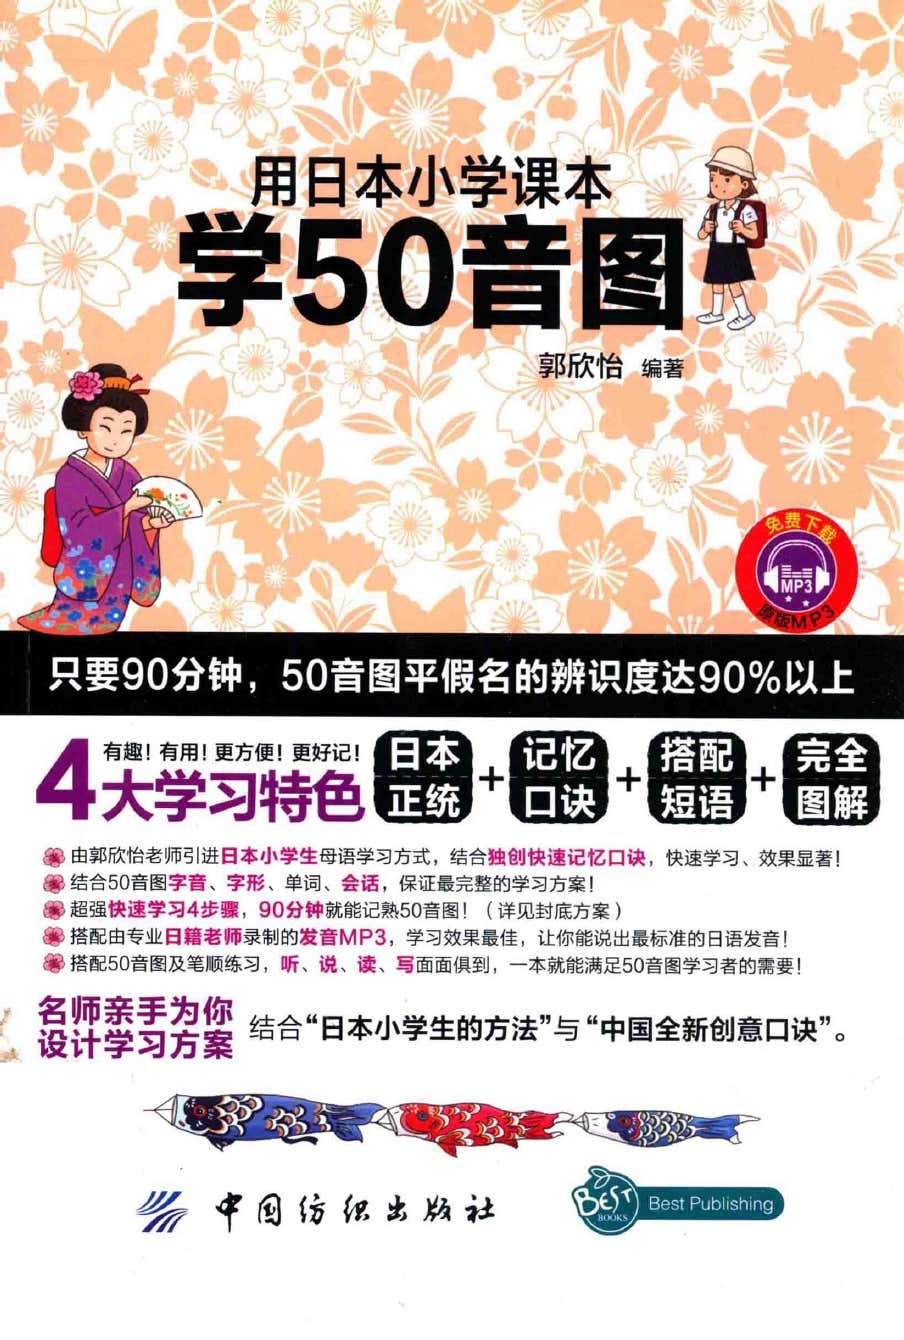 用日本小学课本
学50音图
郭欣怡 编著
免费下载
MP3
原版MP3
只要90分钟，50音图平假名的辨识度达90%以上
有趣！有用！更方便！更好记！
4大学习特色
日本正统 + 记忆口诀 + 搭配短语 + 完全图解
由郭欣怡老师引进日本小学生母语学习方式，结合独创快速记忆口诀，快速学习、效果显著！
结合50音图字音、字形、单词、会话，保证最完整的学习方案！
超强快速学习4步骤，90分钟就能记熟50音图！（详见封底方案）
搭配由专业日籍老师录制的发音MP3，学习效果最佳，让你能说出最标准的日语发音！
搭配50音图及笔顺练习，听、说、读、写面面俱到，一本就能满足50音图学习者的需要！
名师亲手为你
设计学习方案
结合“日本小学生的方法”与“中国全新创意口诀”。
中国纺织出版社
BEST
BOOKS
Best Publishing